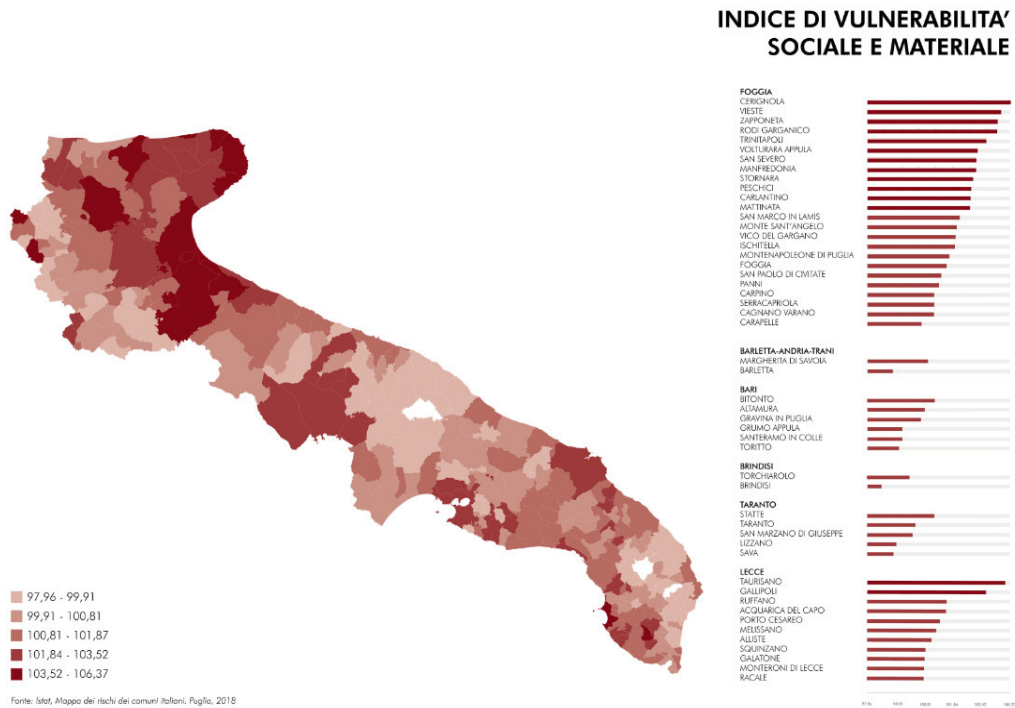 INDICE DI VULNERABILITA'
SOCIALE E MATERIALE
FOGGIA
CERIGNOLA
VIESTE
ZAPPONETA
RODI GARGANICO
TRINITAPOLI
VOLTURARA APPULA
SAN SEVERO
MANFREDONIA
STORNARA
PESCHICI
CARLANTINO
MATTINATA
SAN MARCO IN LAMIS
MONTE SANT'ANGELO
VICO DEL GARGANO
ISCHITELLA
MONTENAPOLEONE DI PUGLIA
FOGGIA
SAN PAOLO DI CIVITATE
PANNI
CARPINO
SERRACAPRIOLA
CAGNANO VARANO
CARAPELLE
BARLETTA-ANDRIA-TRANI
MARGHERITA DI SAVOIA
BARLETTA
BARI
BITONTO
ALTAMURA
GRAVINA IN PUGLIA
GRUMO APPULA
SANTERAMO IN COLLE
TORITTO
BRINDISI
TORCHIAROLO
BRINDISI
TARANTO
STATTE
TARANTO
SAN MARZANO DI GIUSEPPE
LIZZANO
SAVA
LECCE
TAURISANO
GALLIPOLI
RUFFANO
ACQUARICA DEL CAPO
PORTO CESAREO
MELISSANO
ALLISTE
SQUINZANO
GALATONE
MONTERONI DI LECCE
RACALE
97,96 - 99,91
99,91 - 100,81
100,81 - 101,87
101,84 - 103,52
103,52 - 106,37
Fonte: Istat, Mappa dei rischi dei comuni italiani. Puglia, 2018